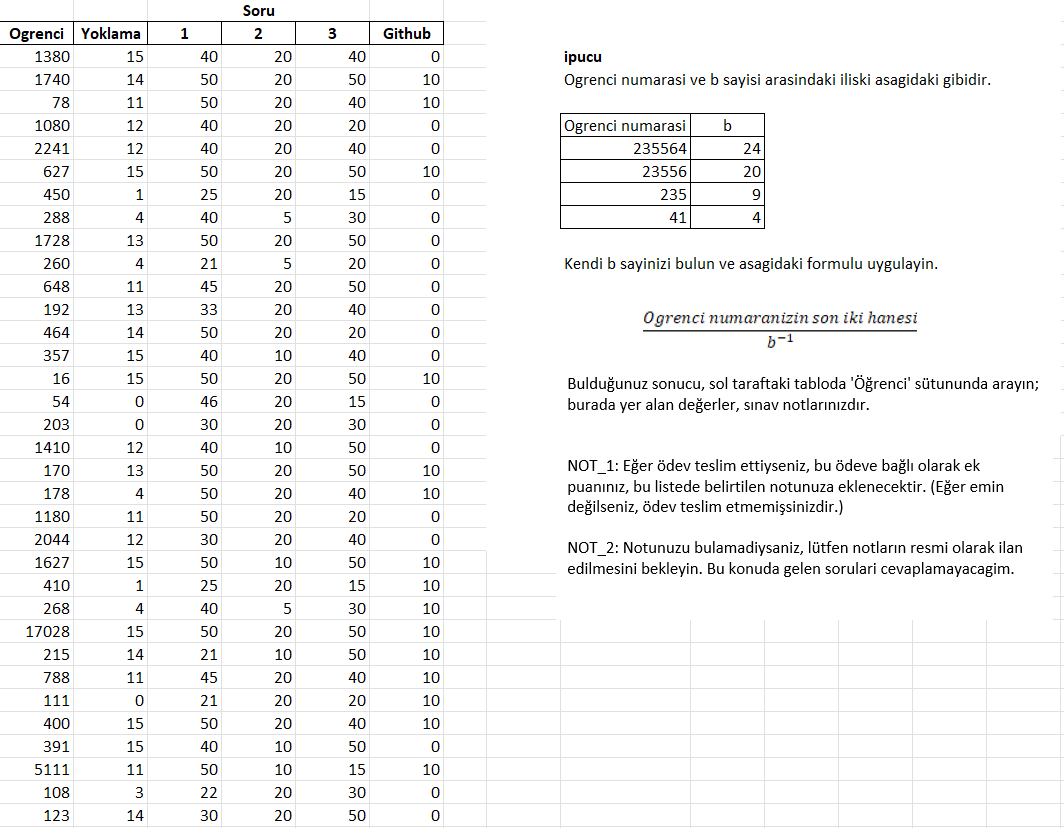 Soru
Ogrenci Yoklama 1 2 3 Github
1380 15 40 20 40 0
1740 14 50 20 50 10
78 11 50 20 40 10
1080 12 40 20 20 0
2241 12 40 20 40 0
627 15 50 20 50 10
450 1 25 20 15 0
288 4 40 5 30 0
1728 13 50 20 50 0
260 4 21 5 20 0
648 11 45 20 50 0
192 13 33 20 40 0
464 14 50 20 20 0
357 15 40 10 40 0
16 15 50 20 50 10
54 0 46 20 15 0
203 0 30 20 30 0
1410 12 40 10 50 0
170 13 50 20 50 10
178 4 50 20 40 10
1180 11 50 20 20 0
2044 12 30 20 40 0
1627 15 50 10 50 10
410 1 25 20 15 10
268 4 40 5 30 10
17028 15 50 20 50 10
215 14 21 10 50 10
788 11 45 20 40 10
111 0 21 20 20 10
400 15 50 20 40 10
391 15 40 10 50 0
5111 11 50 10 15 10
108 3 22 20 30 0
123 14 30 20 50 0
ipucu
Ogrenci numarasi ve b sayisi arasindaki iliski asagidaki gibidir.
Ogrenci numarasi b
235564 24
23556 20
235 9
41 4
Kendi b sayinizi bulun ve asagidaki formulu uygulayin.
Ogrenci numaranizin son iki hanesi
b⁻¹
Bulduğunuz sonucu, sol taraftaki tabloda 'Öğrenci' sütununda arayın;
burada yer alan değerler, sınav notlarınızdır.
NOT_1: Eğer ödev teslim ettiyseniz, bu ödeve bağlı olarak ek
puanınız, bu listede belirtilen notunuza eklenecektir. (Eğer emin
değilseniz, ödev teslim etmemişsinizdir.)
NOT_2: Notunuzu bulamadiysaniz, lütfen notların resmi olarak ilan
edilmesini bekleyin. Bu konuda gelen sorulari cevaplamayacagim.